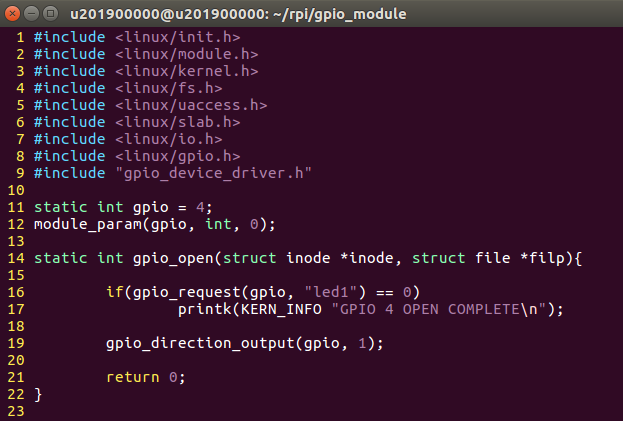 u201900000@u201900000: ~/rpi/gpio_module
1 #include <linux/init.h>
2 #include <linux/module.h>
3 #include <linux/kernel.h>
4 #include <linux/fs.h>
5 #include <linux/uaccess.h>
6 #include <linux/slab.h>
7 #include <linux/io.h>
8 #include <linux/gpio.h>
9 #include "gpio_device_driver.h"
10
11 static int gpio = 4;
12 module_param(gpio, int, 0);
13
14 static int gpio_open(struct inode *inode, struct file *filp){
15
16         if(gpio_request(gpio, "led1") == 0)
17                 printk(KERN_INFO "GPIO 4 OPEN COMPLETE\n");
18
19         gpio_direction_output(gpio, 1);
20
21         return 0;
22 }
23